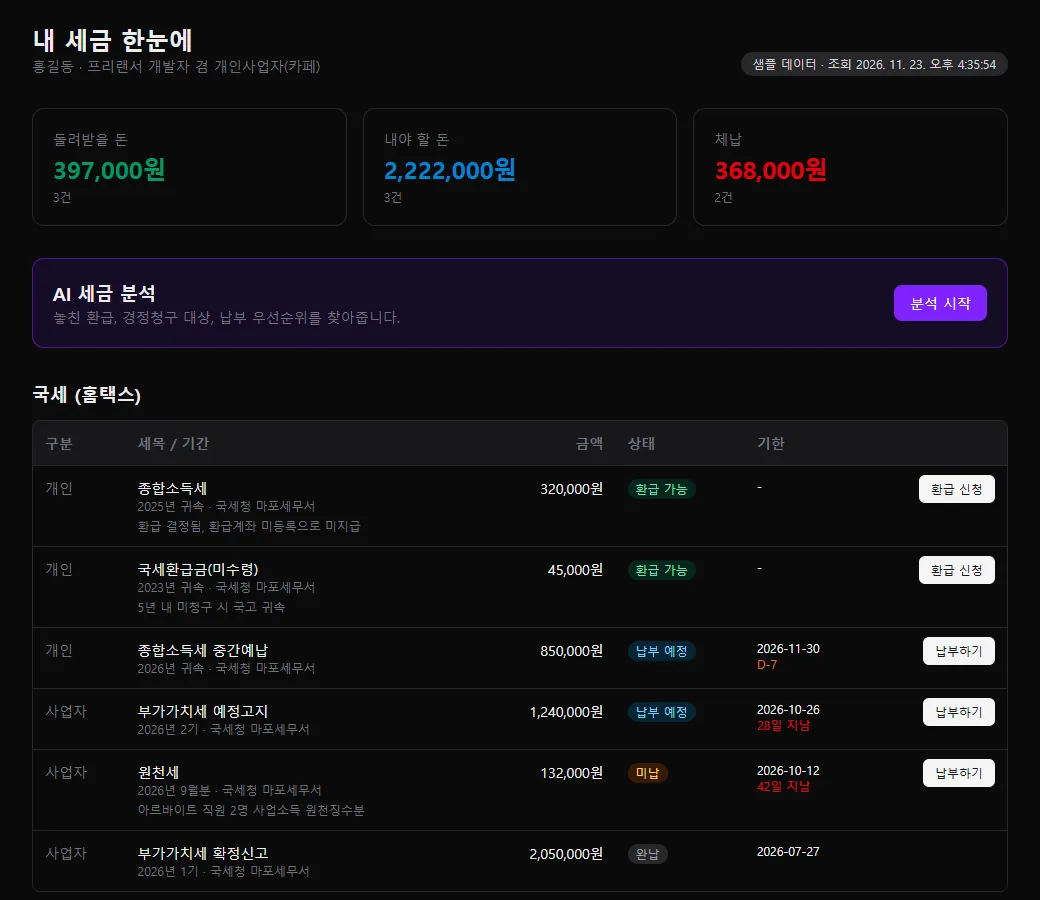 내 세금 한눈에
홍길동 · 프리랜서 개발자 겸 개인사업자(카페)
샘플 데이터 · 조회 2026. 11. 23. 오후 4:35:54
돌려받을 돈
397,000원
3건
내야 할 돈
2,222,000원
3건
체납
368,000원
2건
AI 세금 분석
놓친 환급, 경정청구 대상, 납부 우선순위를 찾아줍니다.
분석 시작
국세 (홈택스)
구분 세목 / 기간 금액 상태 기한
개인 종합소득세 320,000원 환급 가능 - 환급 신청
2025년 귀속 · 국세청 마포세무서
환급 결정됨, 환급계좌 미등록으로 미지급
개인 국세환급금(미수령) 45,000원 환급 가능 - 환급 신청
2023년 귀속 · 국세청 마포세무서
5년 내 미청구 시 국고 귀속
개인 종합소득세 중간예납 850,000원 납부 예정 2026-11-30 납부하기
2026년 귀속 · 국세청 마포세무서 D-7
사업자 부가가치세 예정고지 1,240,000원 납부 예정 2026-10-26 납부하기
2026년 2기 · 국세청 마포세무서 28일 지남
사업자 원천세 132,000원 미납 2026-10-12 납부하기
2026년 9월분 · 국세청 마포세무서 42일 지남
아르바이트 직원 2명 사업소득 원천징수분
사업자 부가가치세 확정신고 2,050,000원 완납 2026-07-27
2026년 1기 · 국세청 마포세무서